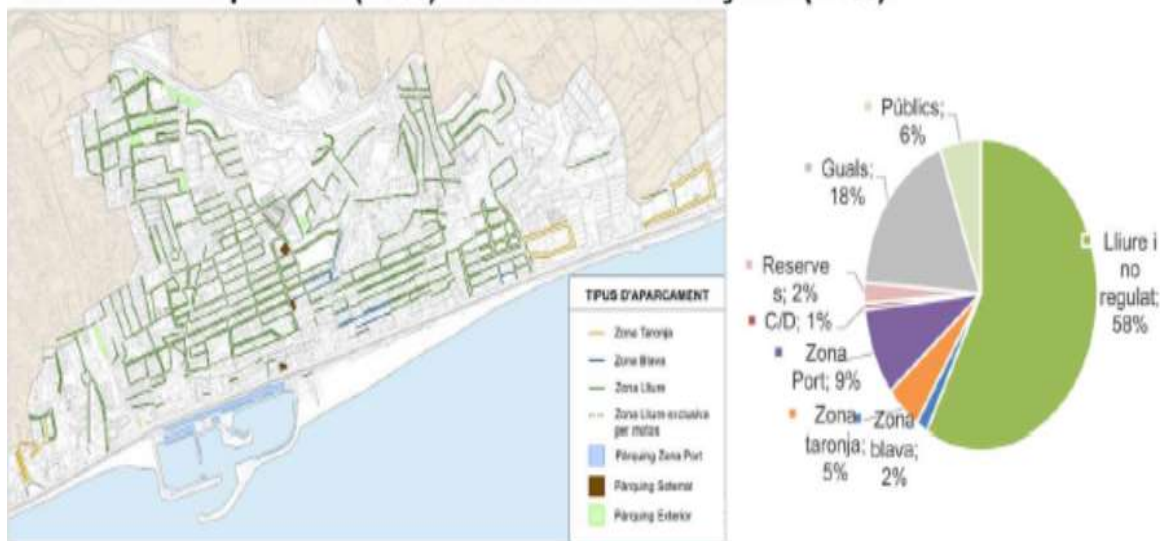 TIPUS D'APARCAMENT
Zona Taronja
Zona Blava
Zona Lliure
Zona Lliure exclusiva
per motos
Pàrquing Zona Port
Pàrquing Soterrat
Pàrquing Exterior
Públics;
6%
Guals;
18%
Reserve
s; 2%
C/D; 1%
Zona
Port; 9%
Zona
taronja;
5%
Zona
blava;
2%
Lliure i
no
regulat;
58%